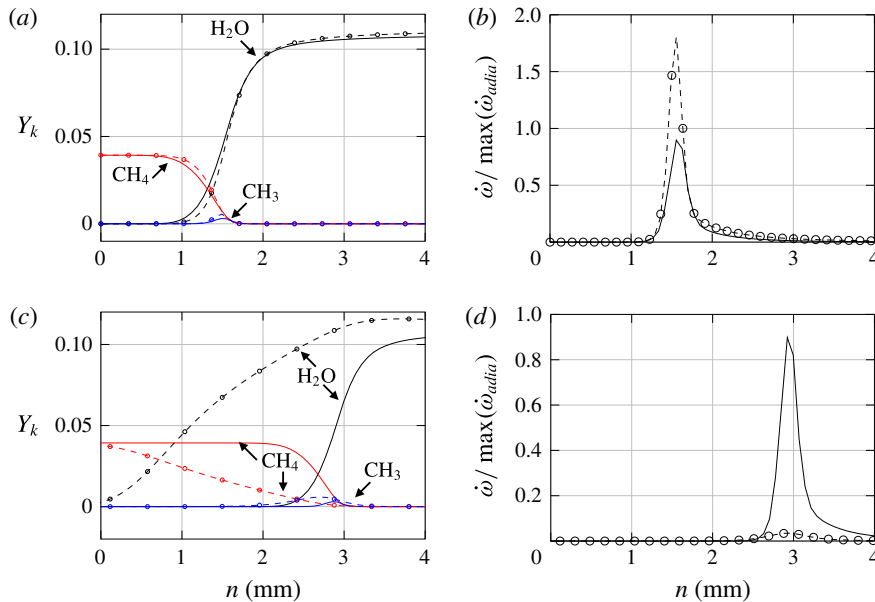 (a)
0.10
0.05
0
Y_k
H₂O
CH₄
CH₃
0 1 2 3 4
(b)
2.0
1.5
1.0
0.5
0
ω̇/ max(ω̇_adia)
0 1 2 3 4
(c)
0.10
0.05
0
Y_k
H₂O
CH₄
CH₃
0 1 2 3 4
n (mm)
(d)
1.0
0.8
0.6
0.4
0.2
0
ω̇/ max(ω̇_adia)
1 2 3 4
n (mm)